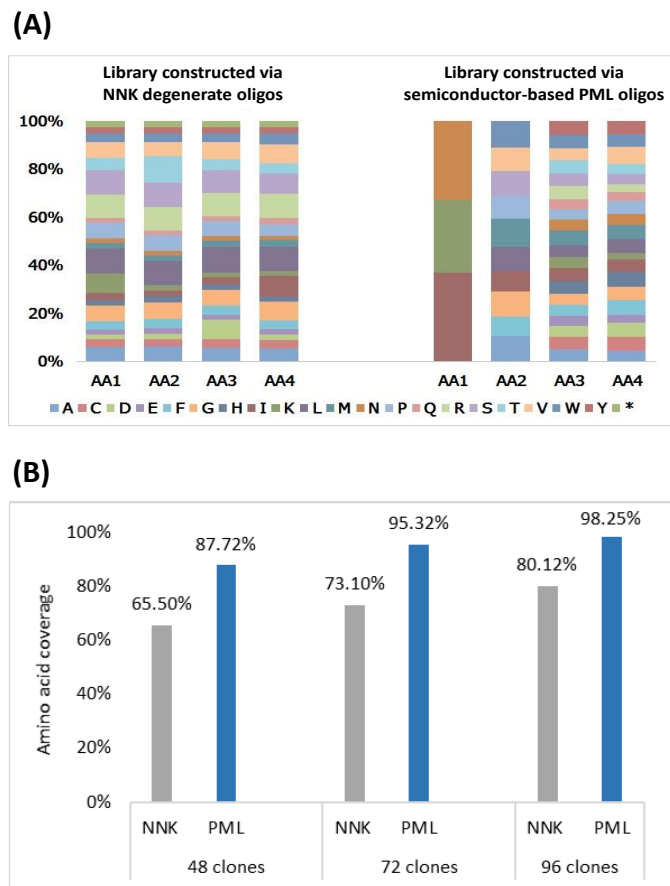 (A)
Library constructed via
NNK degenerate oligos
Library constructed via
semiconductor-based PML oligos
100%
80%
60%
40%
20%
0%
AA1 AA2 AA3 AA4 AA1 AA2 AA3 AA4
A C D E F G H I K L M N P Q R S T V W Y *
(B)
Amino acid coverage
100%
80%
60%
40%
20%
0%
65.50% 87.72% 73.10% 95.32% 80.12% 98.25%
NNK PML NNK PML NNK PML
48 clones 72 clones 96 clones